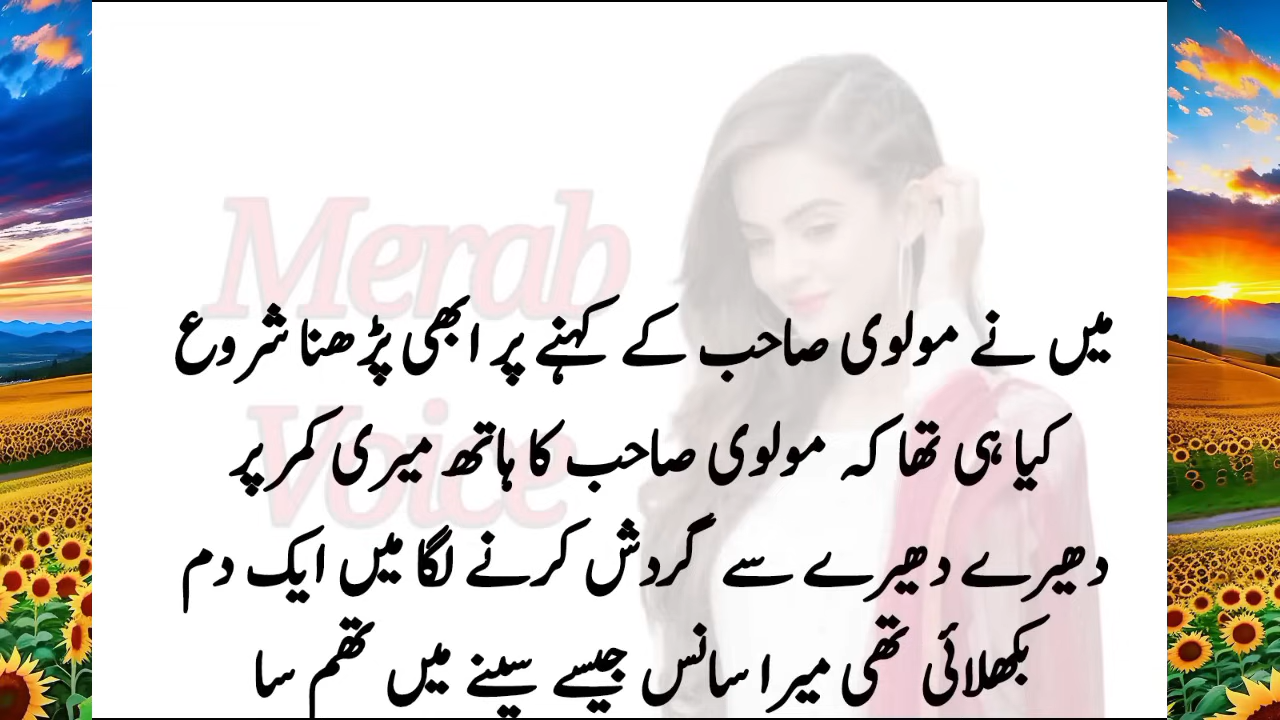 Merab
Voice
میں نے مولوی صاحب کے کہنے پر ابھی پڑھنا شروع
کیا ہی تھا کہ مولوی صاحب کا ہاتھ میری کمر پر
دھیرے دھیرے سے گردش کرنے لگا میں ایک دم
بکھلائی تھی میرا سانس جیسے سینے میں تھم سا